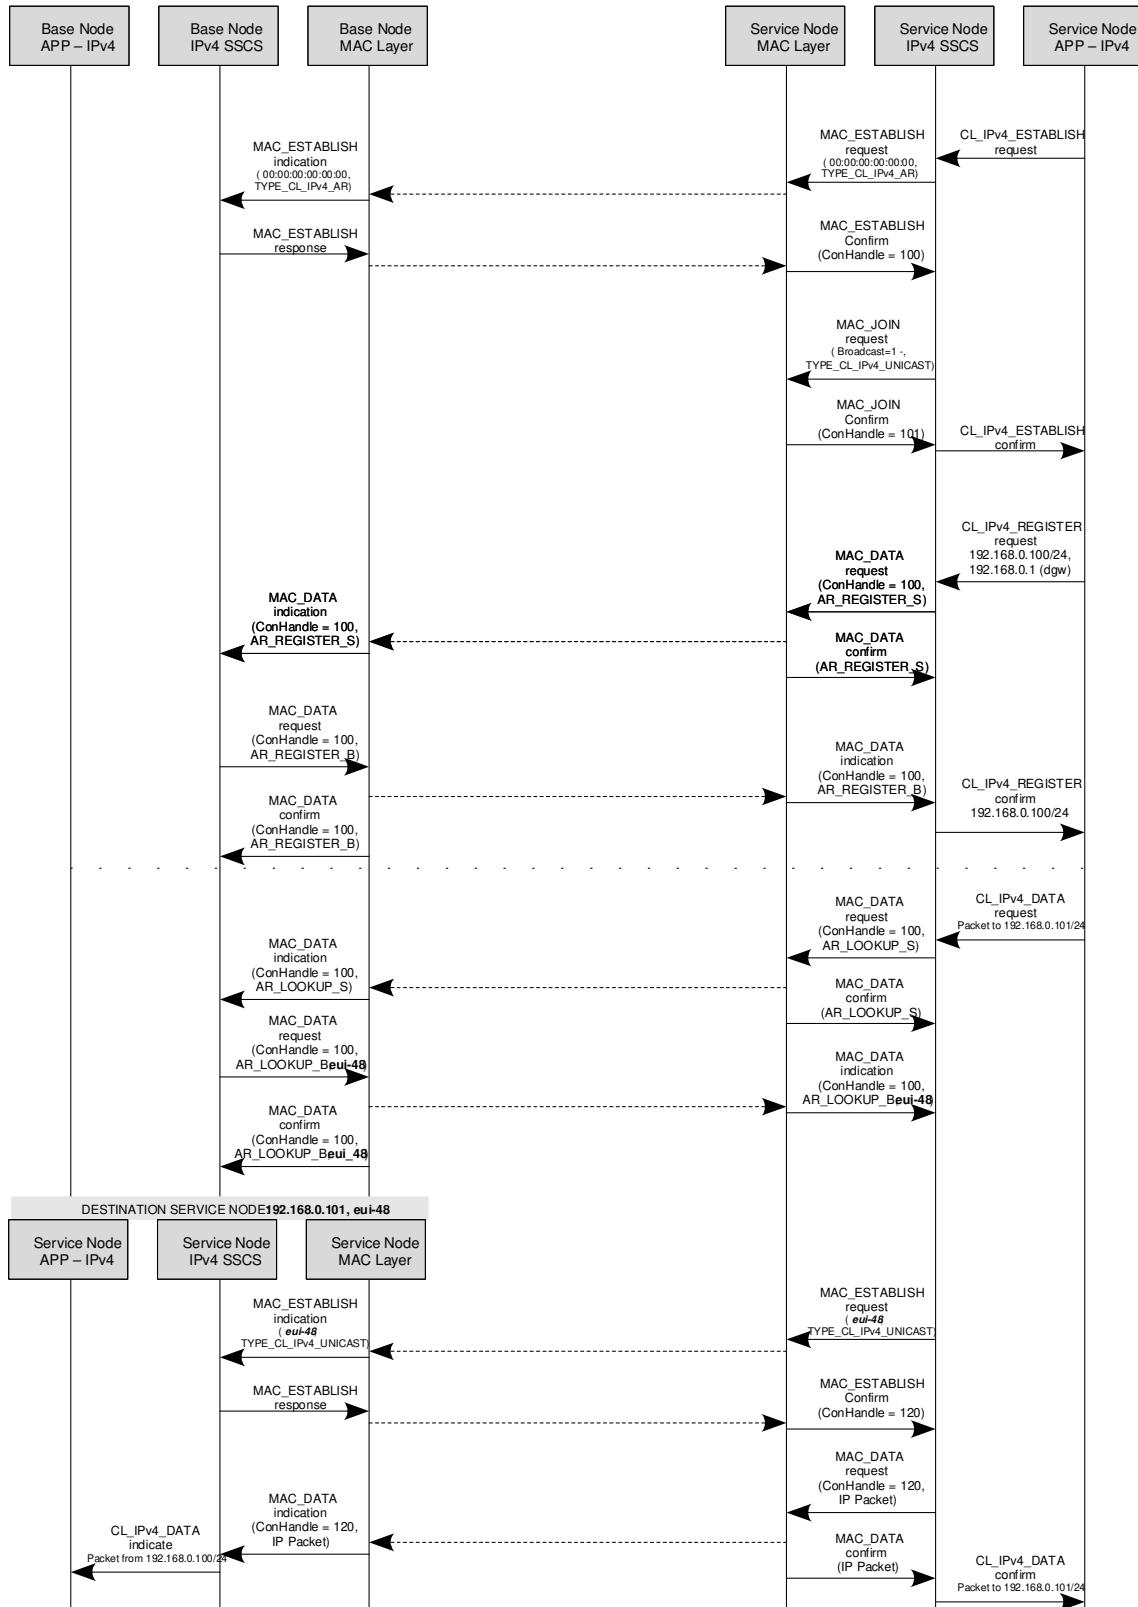 Base Node
APP – IPv4
Base Node
IPv4 SSCS
Base Node
MAC Layer
Service Node
MAC Layer
Service Node
IPv4 SSCS
Service Node
APP – IPv4
CL_IPv4_ESTABLISH
request
MAC_ESTABLISH
request
( 00:00:00:00:00:00,
TYPE_CL_IPv4_AR)
MAC_ESTABLISH
indication
( 00:00:00:00:00:00,
TYPE_CL_IPv4_AR)
MAC_ESTABLISH
response
MAC_ESTABLISH
Confirm
(ConHandle = 100)
MAC_JOIN
request
( Broadcast=1 -,
TYPE_CL_IPv4_UNICAST)
MAC_JOIN
Confirm
(ConHandle = 101)
CL_IPv4_ESTABLISH
confirm
CL_IPv4_REGISTER
request
192.168.0.100/24,
192.168.0.1 (dgw)
MAC_DATA
request
(ConHandle = 100,
AR_REGISTER_S)
MAC_DATA
indication
(ConHandle = 100,
AR_REGISTER_S)
MAC_DATA
confirm
(AR_REGISTER_S)
MAC_DATA
request
(ConHandle = 100,
AR_REGISTER_B)
MAC_DATA
indication
(ConHandle = 100,
AR_REGISTER_B)
CL_IPv4_REGISTER
confirm
192.168.0.100/24
MAC_DATA
confirm
(ConHandle = 100,
AR_REGISTER_B)
CL_IPv4_DATA
request
Packet to 192.168.0.101/24
MAC_DATA
request
(ConHandle = 100,
AR_LOOKUP_S)
MAC_DATA
indication
(ConHandle = 100,
AR_LOOKUP_S)
MAC_DATA
confirm
(AR_LOOKUP_S)
MAC_DATA
request
(ConHandle = 100,
AR_LOOKUP_B, eui-48)
MAC_DATA
indication
(ConHandle = 100,
AR_LOOKUP_B, eui-48)
MAC_DATA
confirm
(ConHandle = 100,
AR_LOOKUP_B, eui_48)
DESTINATION SERVICE NODE 192.168.0.101, eui-48
Service Node
APP – IPv4
Service Node
IPv4 SSCS
Service Node
MAC Layer
MAC_ESTABLISH
request
( eui-48
TYPE_CL_IPv4_UNICAST)
MAC_ESTABLISH
indication
( eui-48
TYPE_CL_IPv4_UNICAST)
MAC_ESTABLISH
response
MAC_ESTABLISH
Confirm
(ConHandle = 120)
MAC_DATA
request
(ConHandle = 120,
IP Packet)
MAC_DATA
indication
(ConHandle = 120,
IP Packet)
CL_IPv4_DATA
indicate
Packet from 192.168.0.100/24
MAC_DATA
confirm
(IP Packet)
CL_IPv4_DATA
confirm
Packet to 192.168.0.101/24